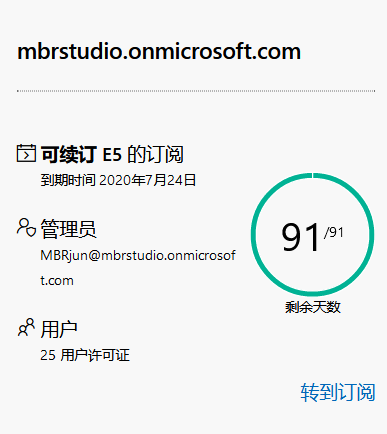 mbrstudio.onmicrosoft.com
可续订 E5 的订阅
到期时间 2020年7月24日
管理员
MBRjun@mbrstudio.onmicrosof
t.com
用户
25 用户许可证
91/91
剩余天数
转到订阅